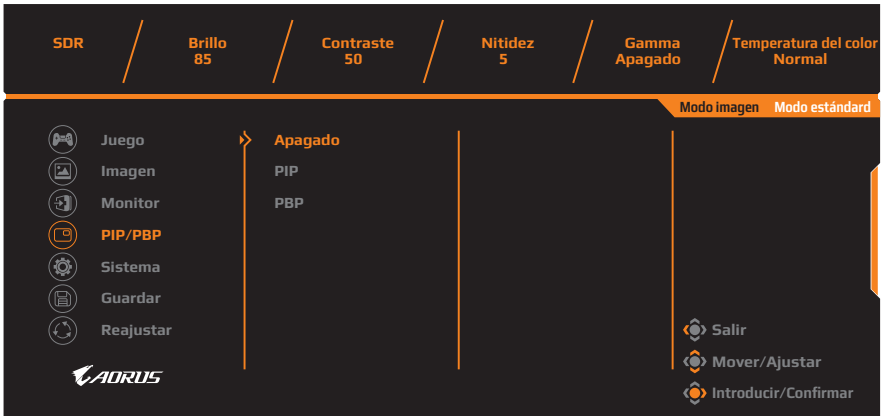 SDR
Brillo
85
Contraste
50
Nitidez
5
Gamma
Apagado
Temperatura del color
Normal
Modo imagen Modo estándard
Juego
Imagen
Monitor
PIP/PBP
Sistema
Guardar
Reajustar
Apagado
PIP
PBP
Salir
Mover/Ajustar
Introducir/Confirmar
AORUS